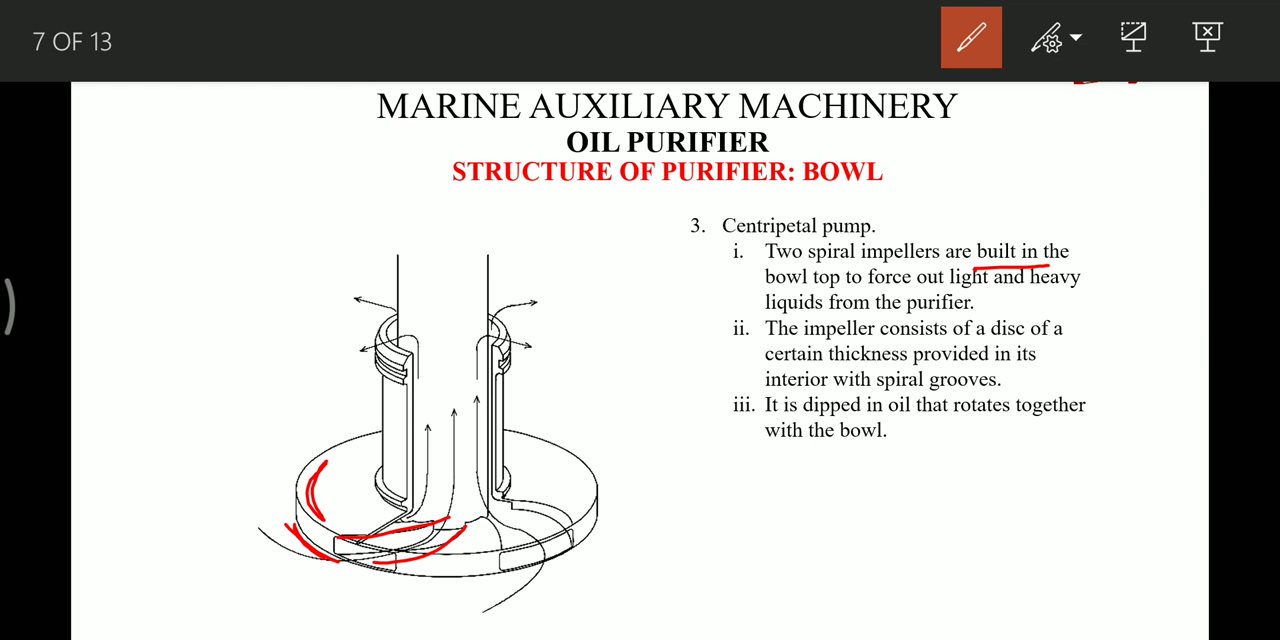 7 OF 13
MARINE AUXILIARY MACHINERY
OIL PURIFIER
STRUCTURE OF PURIFIER: BOWL
3. Centripetal pump.
i. Two spiral impellers are built in the
bowl top to force out light and heavy
liquids from the purifier.
ii. The impeller consists of a disc of a
certain thickness provided in its
interior with spiral grooves.
iii. It is dipped in oil that rotates together
with the bowl.